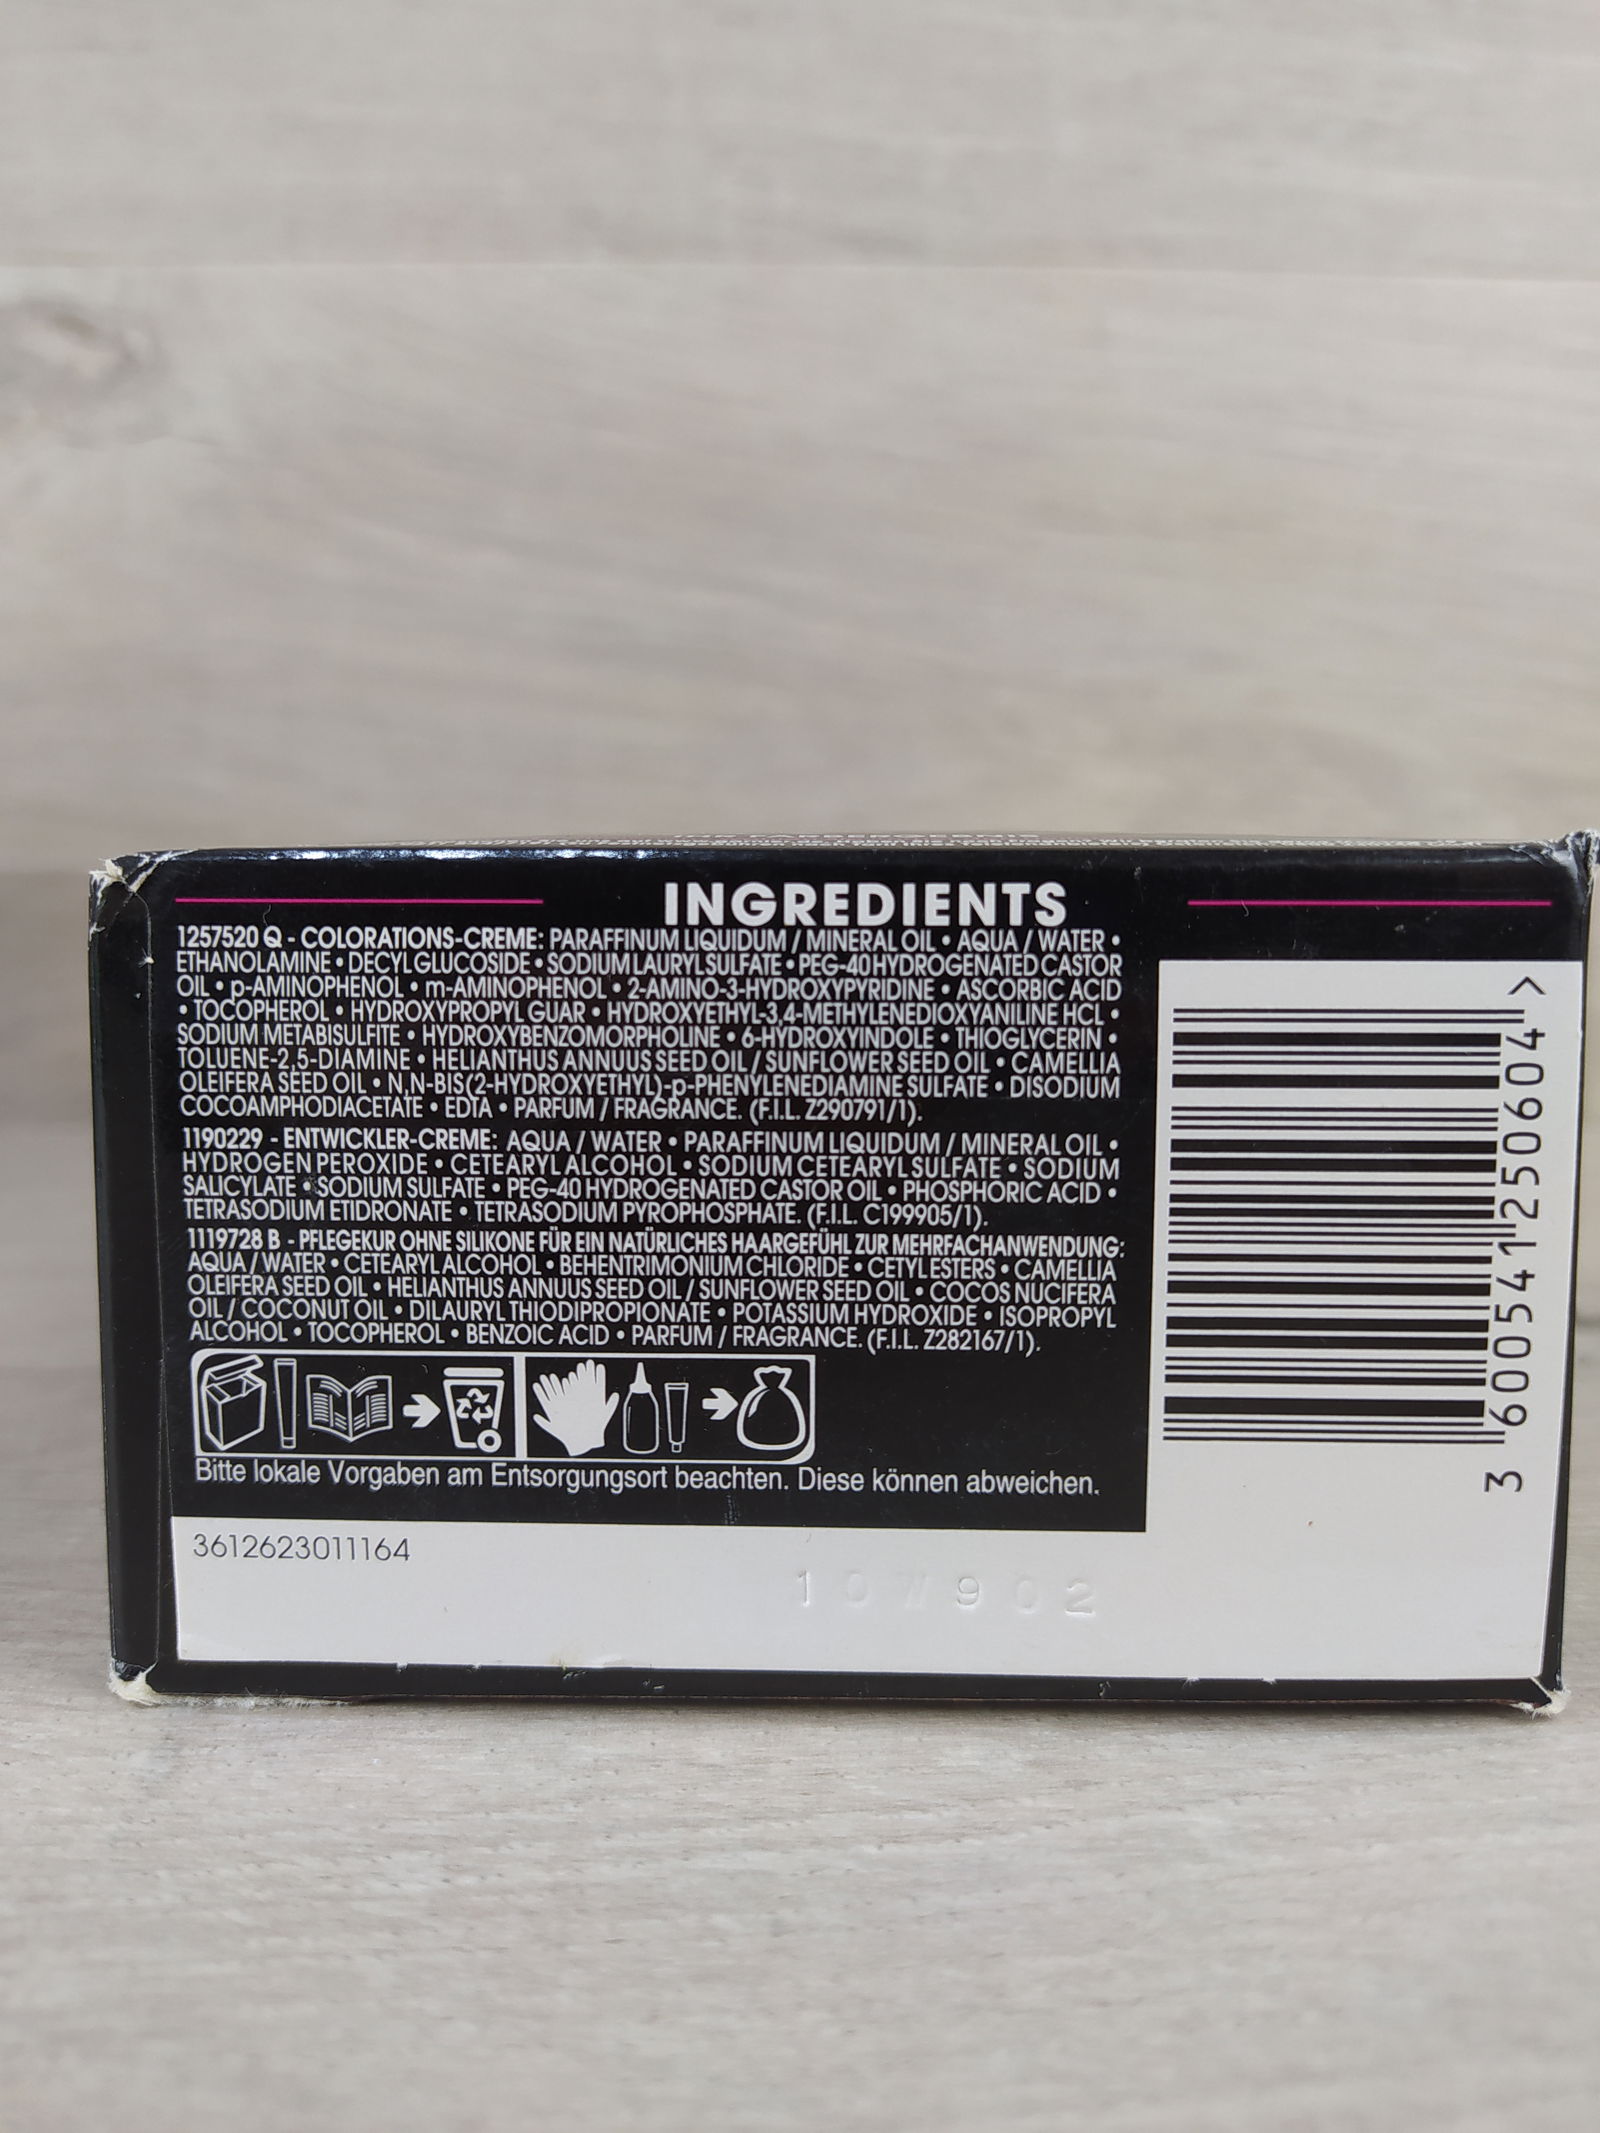 INGREDIENTS
1257520 Q - COLORATIONS-CREME: PARAFFINUM LIQUIDUM / MINERAL OIL • AQUA / WATER •
ETHANOLAMINE • DECYL GLUCOSIDE • SODIUM LAURYL SULFATE • PEG-40 HYDROGENATED CASTOR
OIL • p-AMINOPHENOL • m-AMINOPHENOL • 2-AMINO-3-HYDROXYPYRIDINE • ASCORBIC ACID
• TOCOPHEROL • HYDROXYPROPYL GUAR • HYDROXYETHYL-3,4-METHYLENEDIOXYANILINE HCL •
SODIUM METABISULFITE • HYDROXYBENZOMORPHOLINE • 6-HYDROXYINDOLE • THIOGLYCERIN •
TOLUENE-2,5-DIAMINE • HELIANTHUS ANNUUS SEED OIL / SUNFLOWER SEED OIL • CAMELLIA
OLEIFERA SEED OIL • N,N-BIS(2-HYDROXYETHYL)-p-PHENYLENEDIAMINE SULFATE • DISODIUM
COCOAMPHODIACETATE • EDTA • PARFUM / FRAGRANCE. (F.I.L. Z290791/1).
1190229 - ENTWICKLER-CREME: AQUA / WATER • PARAFFINUM LIQUIDUM / MINERAL OIL •
HYDROGEN PEROXIDE • CETEARYL ALCOHOL • SODIUM CETEARYL SULFATE • SODIUM
SALICYLATE • SODIUM SULFATE • PEG-40 HYDROGENATED CASTOR OIL • PHOSPHORIC ACID •
TETRASODIUM ETIDRONATE • TETRASODIUM PYROPHOSPHATE. (F.I.L. C199905/1).
1119728 B - PFLEGEKUR OHNE SILIKONE FÜR EIN NATÜRLICHES HAARGEFÜHL ZUR MEHRFACHANWENDUNG:
AQUA / WATER • CETEARYL ALCOHOL • BEHENTRIMONIUM CHLORIDE • CETYL ESTERS • CAMELLIA
OLEIFERA SEED OIL • HELIANTHUS ANNUUS SEED OIL / SUNFLOWER SEED OIL • COCOS NUCIFERA
OIL / COCONUT OIL • DILAURYL THIODIPROPIONATE • POTASSIUM HYDROXIDE • ISOPROPYL
ALCOHOL • TOCOPHEROL • BENZOIC ACID • PARFUM / FRAGRANCE. (F.I.L. Z282167/1).
Bitte lokale Vorgaben am Entsorgungsort beachten. Diese können abweichen.
3612623011164
10W902
3 600541 250604 >